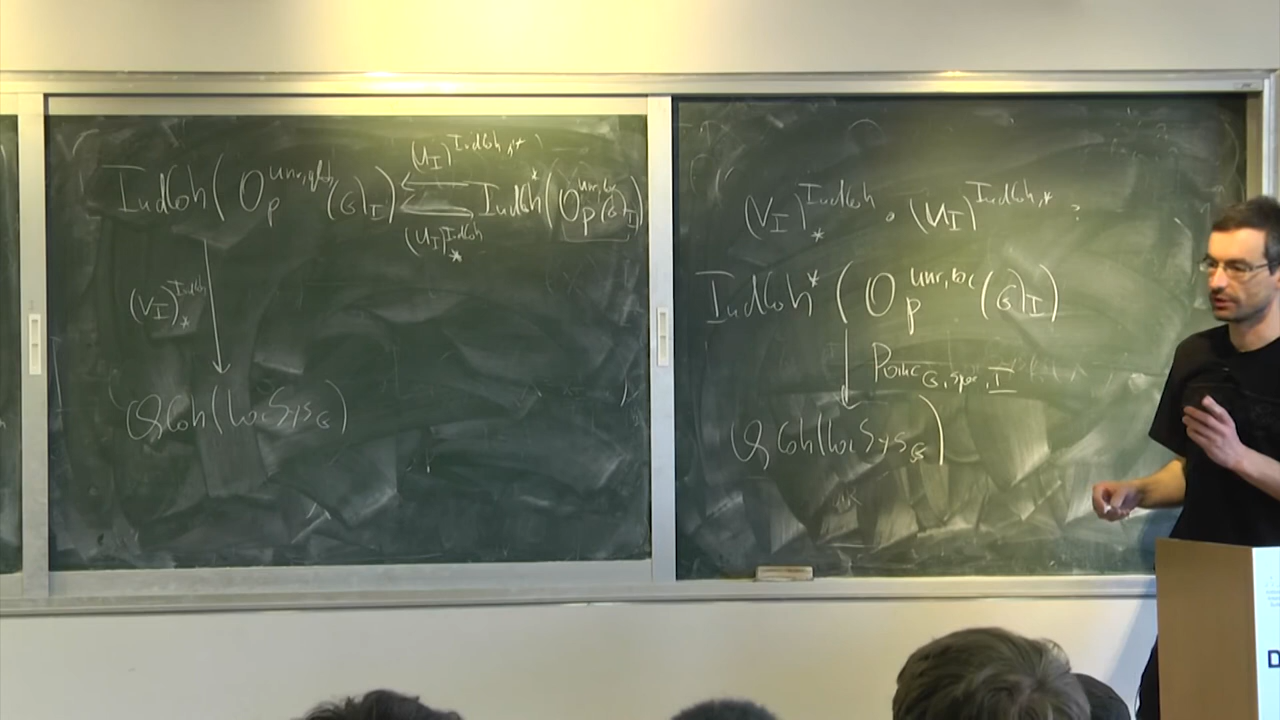 IndCoh(Op^{unr,glob}(G)_I) ⇄ IndCoh^*(Op^{unr,loc}(G)_I)
(u_I)^{IndCoh,*}
(u_I)_*^{IndCoh}
(v_I)_*^{IndCoh}
QCoh(LocSys_G)
(v_I)_*^{IndCoh} ∘ (u_I)^{IndCoh,*} ?
IndCoh^*(Op^{unr,loc}(G)_I)
↓ Poinc_{G,spec,I}
QCoh(LocSys_G)
D